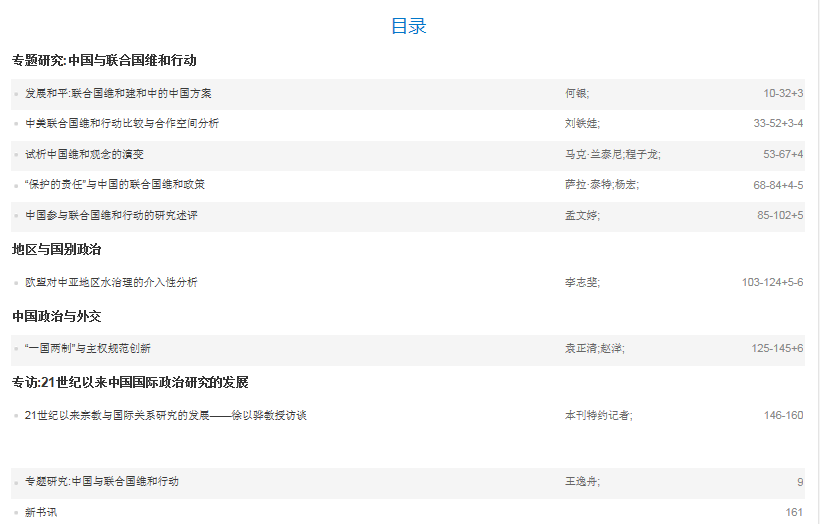 目录
专题研究:中国与联合国维和行动
发展和平:联合国维和建和中的中国方案 何银; 10-32+3
中美联合国维和行动比较与合作空间分析 刘铁娃; 33-52+3-4
试析中国维和观念的演变 马克·兰泰尼;程子龙; 53-67+4
“保护的责任”与中国的联合国维和政策 萨拉·泰特;杨宏; 68-84+4-5
中国参与联合国维和行动的研究述评 孟文婷; 85-102+5
地区与国别政治
欧盟对中亚地区水治理的介入性分析 李志斐; 103-124+5-6
中国政治与外交
“一国两制”与主权规范创新 袁正清;赵洋; 125-145+6
专访:21世纪以来中国国际政治研究的发展
21世纪以来宗教与国际关系研究的发展——徐以骅教授访谈 本刊特约记者; 146-160
专题研究:中国与联合国维和行动 王逸舟; 9
新书讯 161